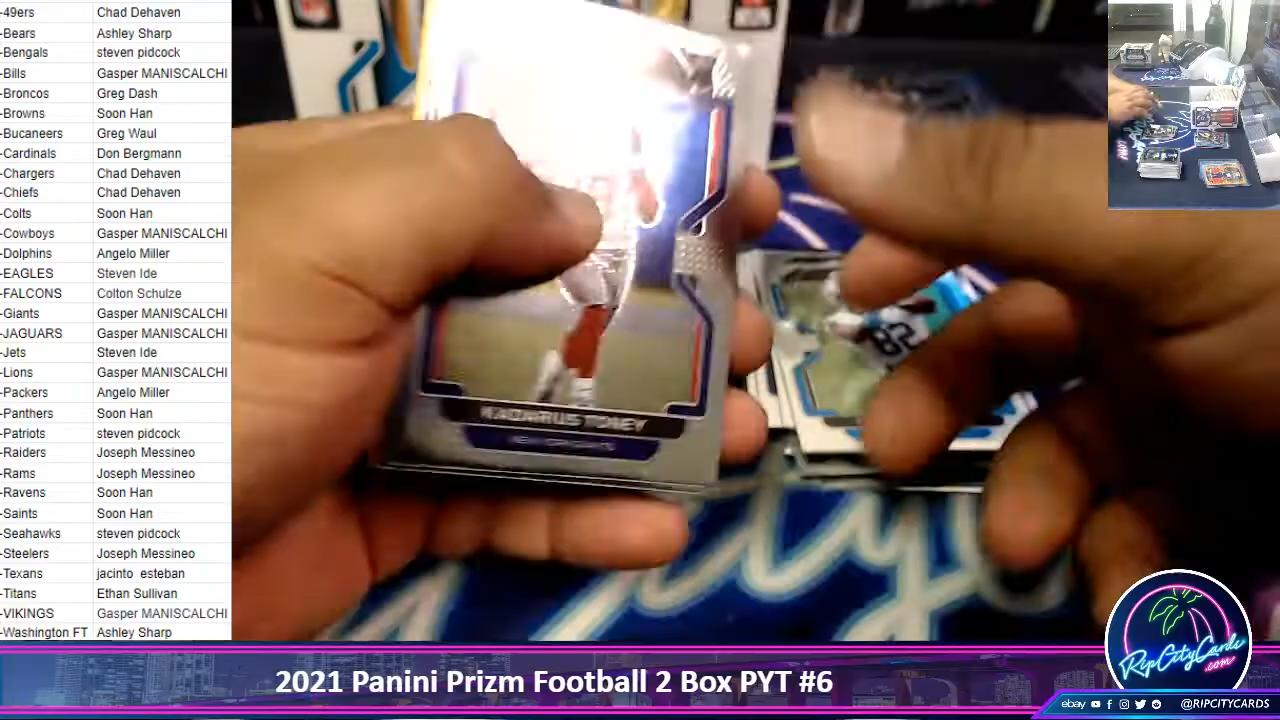 -49ers Chad Dehaven
-Bears Ashley Sharp
-Bengals steven pidcock
-Bills Gasper MANISCALCHI
-Broncos Greg Dash
-Browns Soon Han
-Bucaneers Greg Waul
-Cardinals Don Bergmann
-Chargers Chad Dehaven
-Chiefs Chad Dehaven
-Colts Soon Han
-Cowboys Gasper MANISCALCHI
-Dolphins Angelo Miller
-EAGLES Steven Ide
-FALCONS Colton Schulze
-Giants Gasper MANISCALCHI
-JAGUARS Gasper MANISCALCHI
-Jets Steven Ide
-Lions Gasper MANISCALCHI
-Packers Angelo Miller
-Panthers Soon Han
-Patriots steven pidcock
-Raiders Joseph Messineo
-Rams Joseph Messineo
-Ravens Soon Han
-Saints Soon Han
-Seahawks steven pidcock
-Steelers Joseph Messineo
-Texans jacinto esteban
-Titans Ethan Sullivan
-VIKINGS Gasper MANISCALCHI
-Washington FT Ashley Sharp
KADARIUS TONEY
82
2021 Panini Prizm Football 2 Box PYT #6
RipCityCards
.com
ebay @RIPCITYCARDS